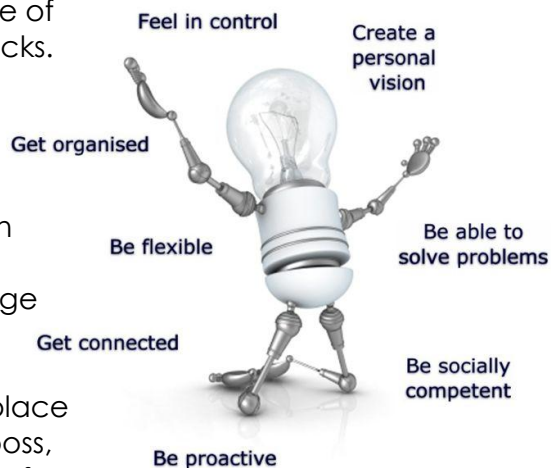 e of
cks.
n
ge
place
oss,
Feel in control
Create a
personal
vision
Get organised
Be flexible
Be able to
solve problems
Get connected
Be socially
competent
Be proactive